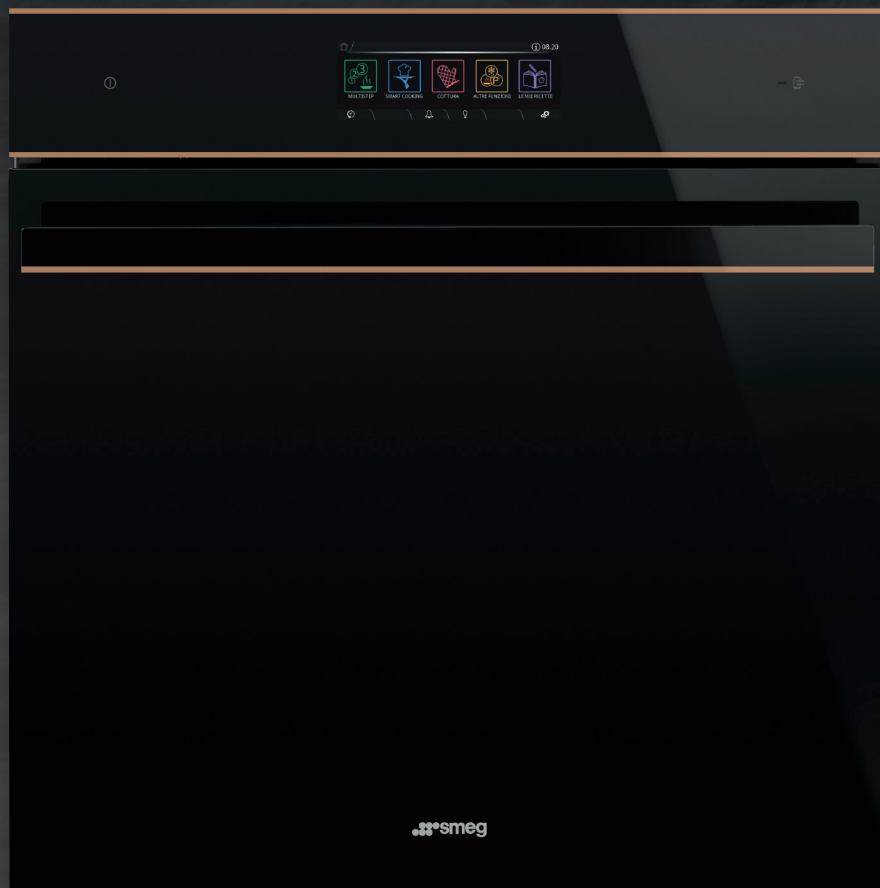 08:20
MULTISTEP SMART COOKING COTTURA ALTRE FUNZIONI LE MIE RICETTE
smeg